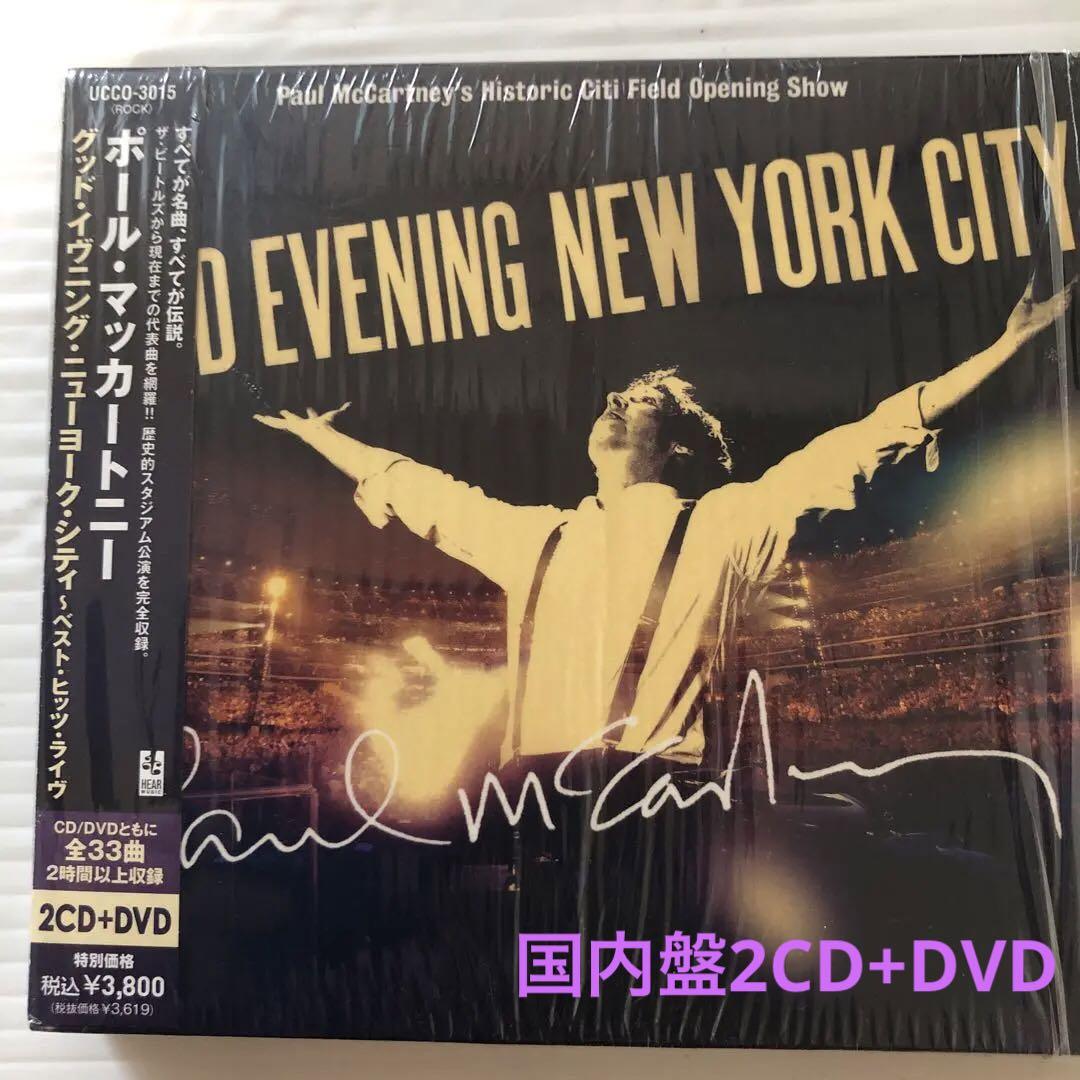 UCCO-3015
(ROCK)
すべてが名曲、すべてが伝説。
ザ・ビートルズから現在までの代表曲を網羅!! 歴史的スタジアム公演を完全収録。
ポール・マッカートニー
グッド・イヴニング・ニューヨーク・シティ~ベスト・ヒッツ・ライヴ
HEAR
MUSIC
CD/DVDともに
全33曲
2時間以上収録
2CD+DVD
特別価格
税込¥3,800
(税抜価格¥3,619)
Paul McCartney's Historic Citi Field Opening Show
D EVENING NEW YORK CITY
Paul McCartney
国内盤2CD+DVD